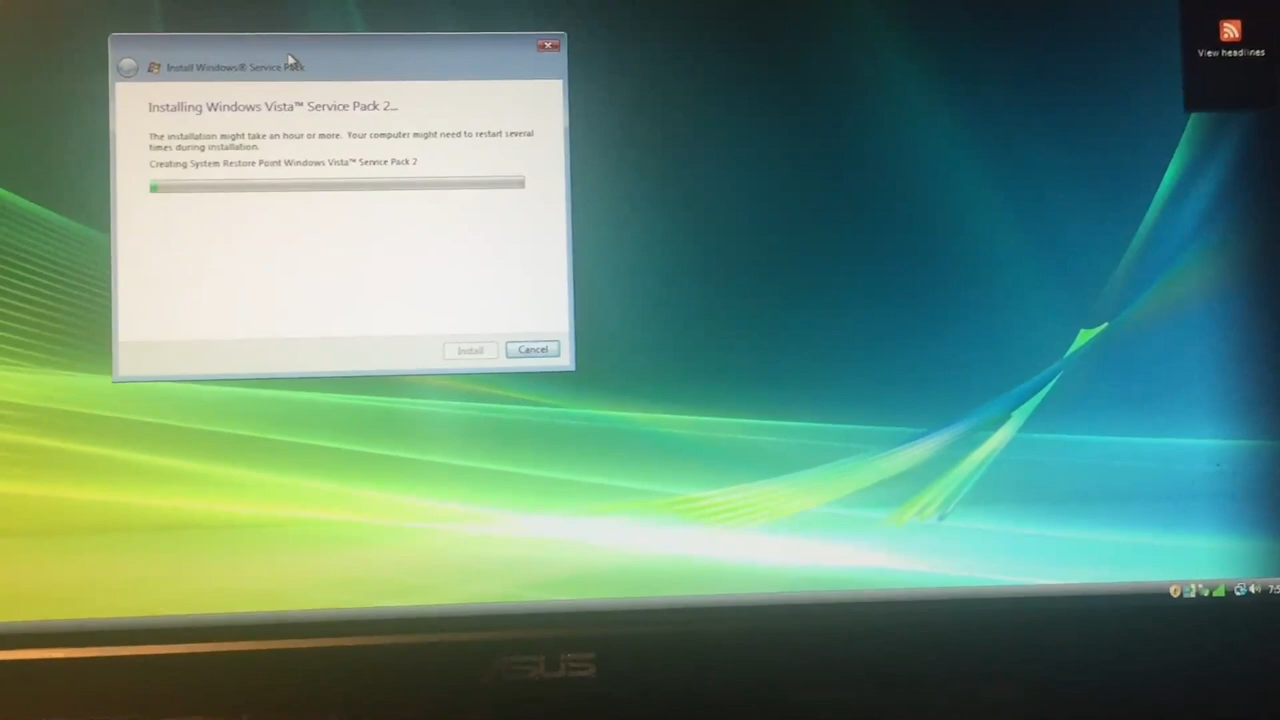 Install Windows® Service Pack
Installing Windows Vista™ Service Pack 2...
The installation might take an hour or more. Your computer might need to restart several
times during installation.
Creating System Restore Point Windows Vista™ Service Pack 2
Install
Cancel
View headlines
ASUS